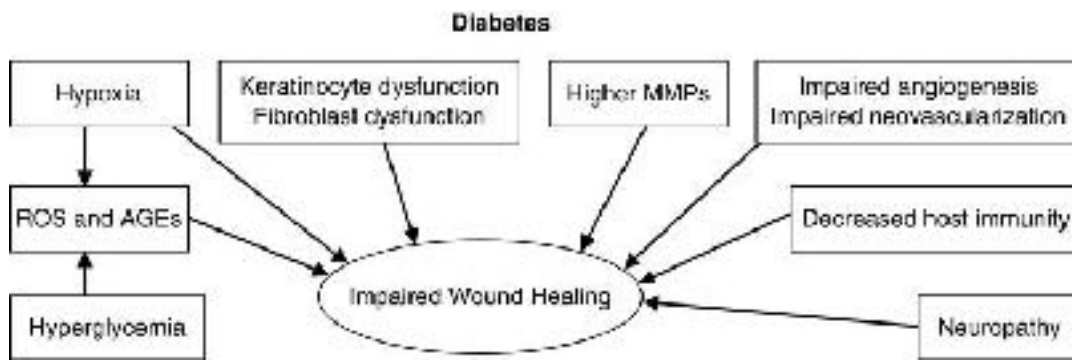 Diabetes
Hypoxia
Keratinocyte dysfunction
Fibroblast dysfunction
Higher MMPs
Impaired angiogenesis
Impaired neovascularization
ROS and AGEs
Decreased host immunity
Impaired Wound Healing
Hyperglycemia
Neuropathy